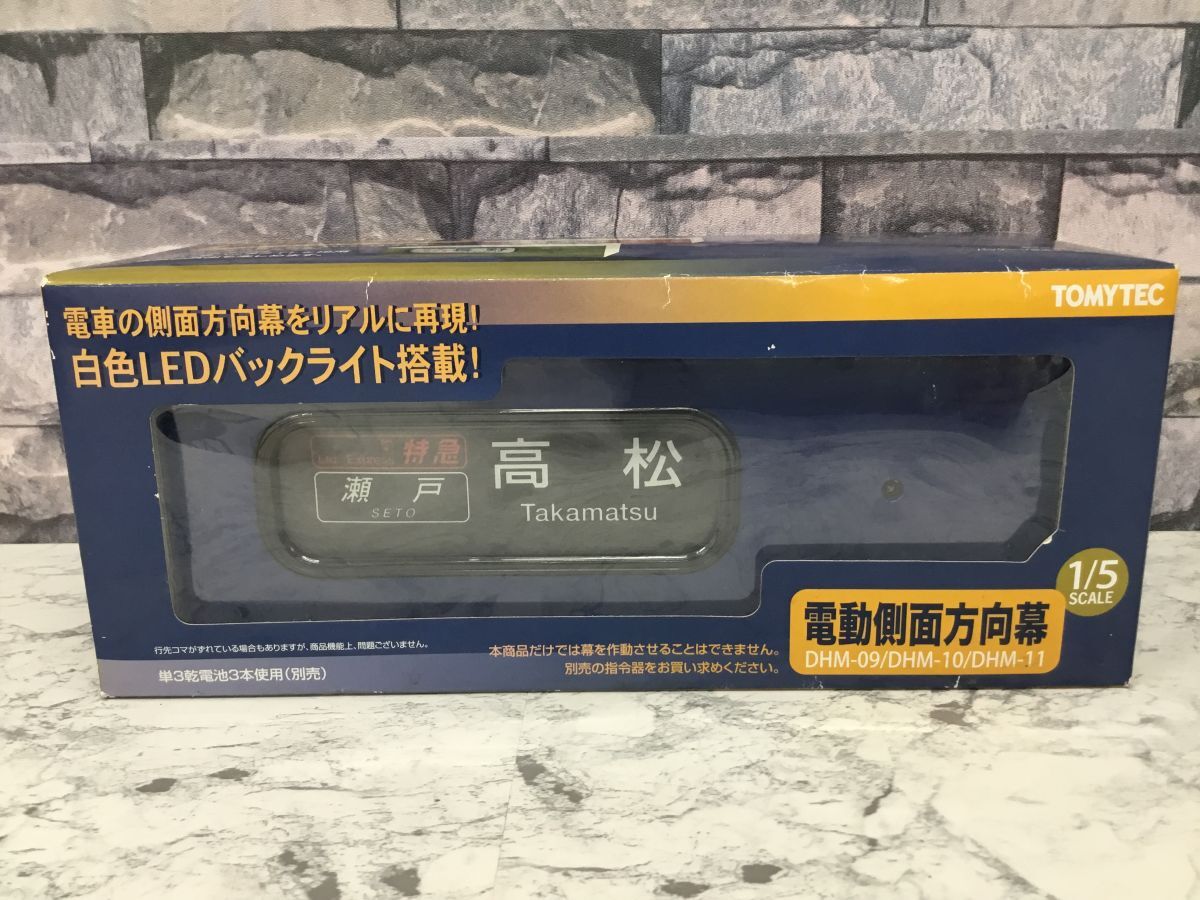 TOMYTEC
電車の側面方向幕をリアルに再現!
白色LEDバックライト搭載!
特急
瀬戸
SETO
高松
Takamatsu
1/5
SCALE
電動側面方向幕
DHM-09/DHM-10/DHM-11
行先コマがずれている場合もありますが、商品機能上、問題ございません。
単3乾電池3本使用(別売)
本商品だけでは幕を作動させることはできません。
別売の指令器をお買い求めください。